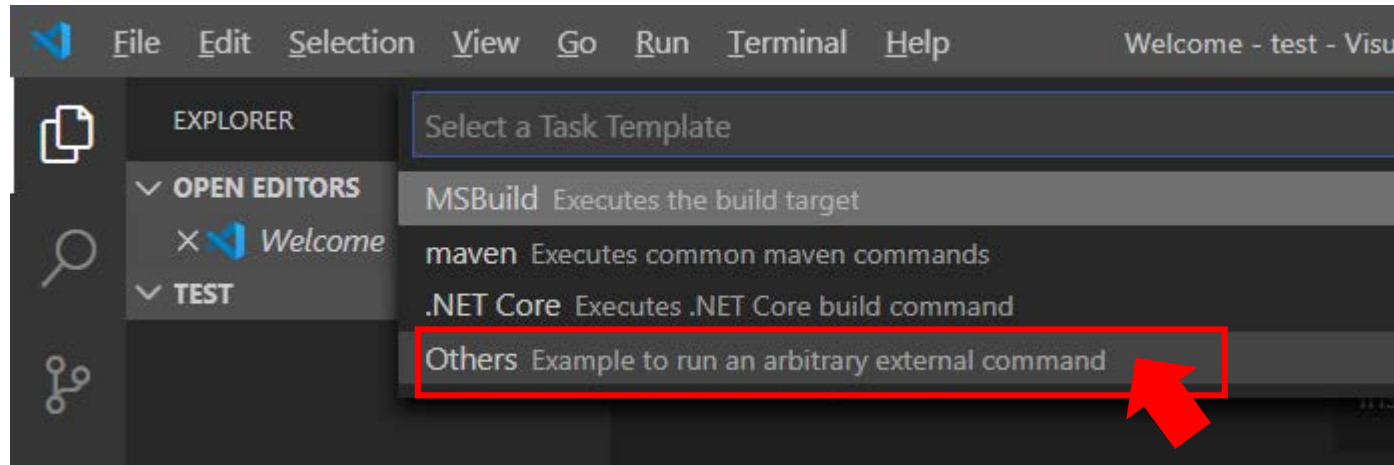 File Edit Selection View Go Run Terminal Help Welcome - test - Visu
EXPLORER
Select a Task Template
OPEN EDITORS
MSBuild Executes the build target
Welcome
maven Executes common maven commands
TEST
.NET Core Executes .NET Core build command
Others Example to run an arbitrary external command